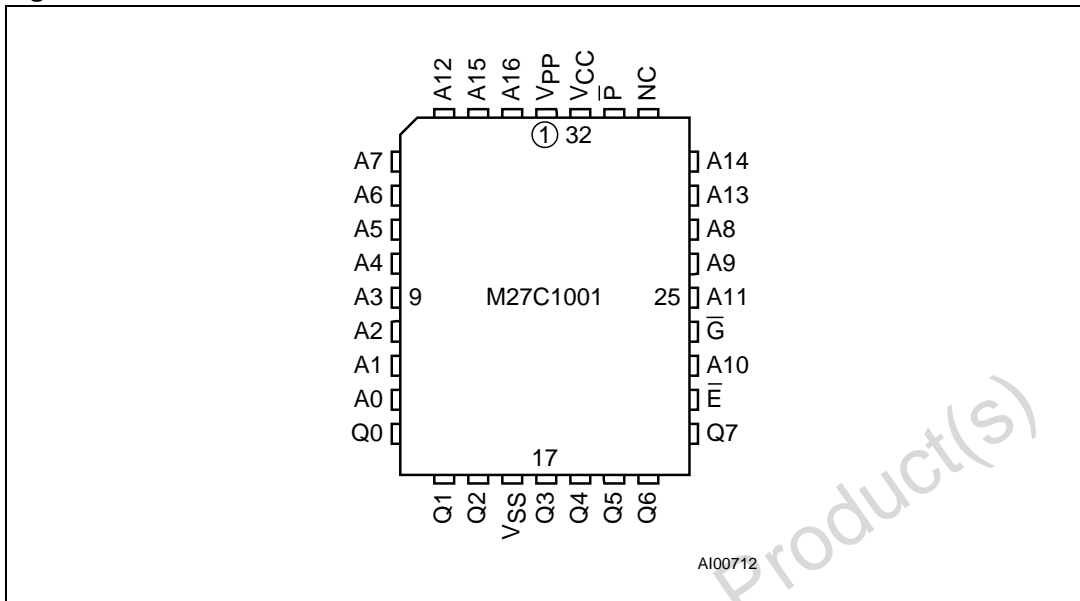 A12 A15 A16 VPP VCC P̅ NC
1 32
A7
A6
A5
A4
A3
A2
A1
A0
Q0
9
M27C1001
25
A14
A13
A8
A9
A11
G̅
A10
E̅
Q7
17
Q1 Q2 VSS Q3 Q4 Q5 Q6
AI00712
Product(s)